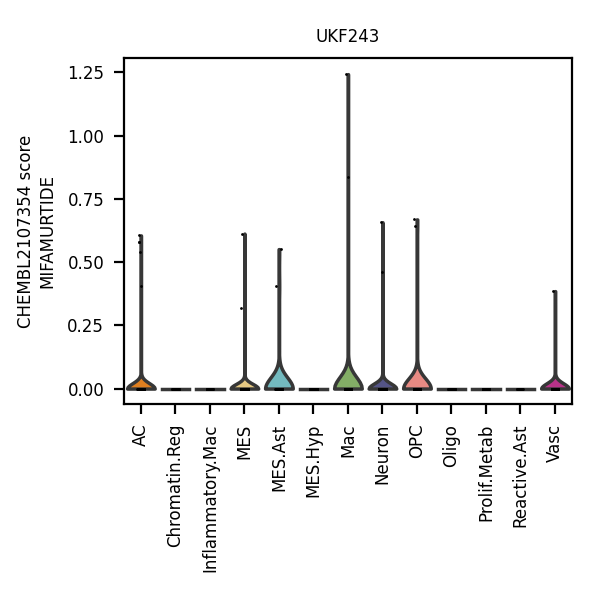 UKF243
CHEMBL2107354 score
MIFAMURTIDE
1.25
1.00
0.75
0.50
0.25
0.00
AC
Chromatin.Reg
Inflammatory.Mac
MES
MES.Ast
MES.Hyp
Mac
Neuron
OPC
Oligo
Prolif.Metab
Reactive.Ast
Vasc